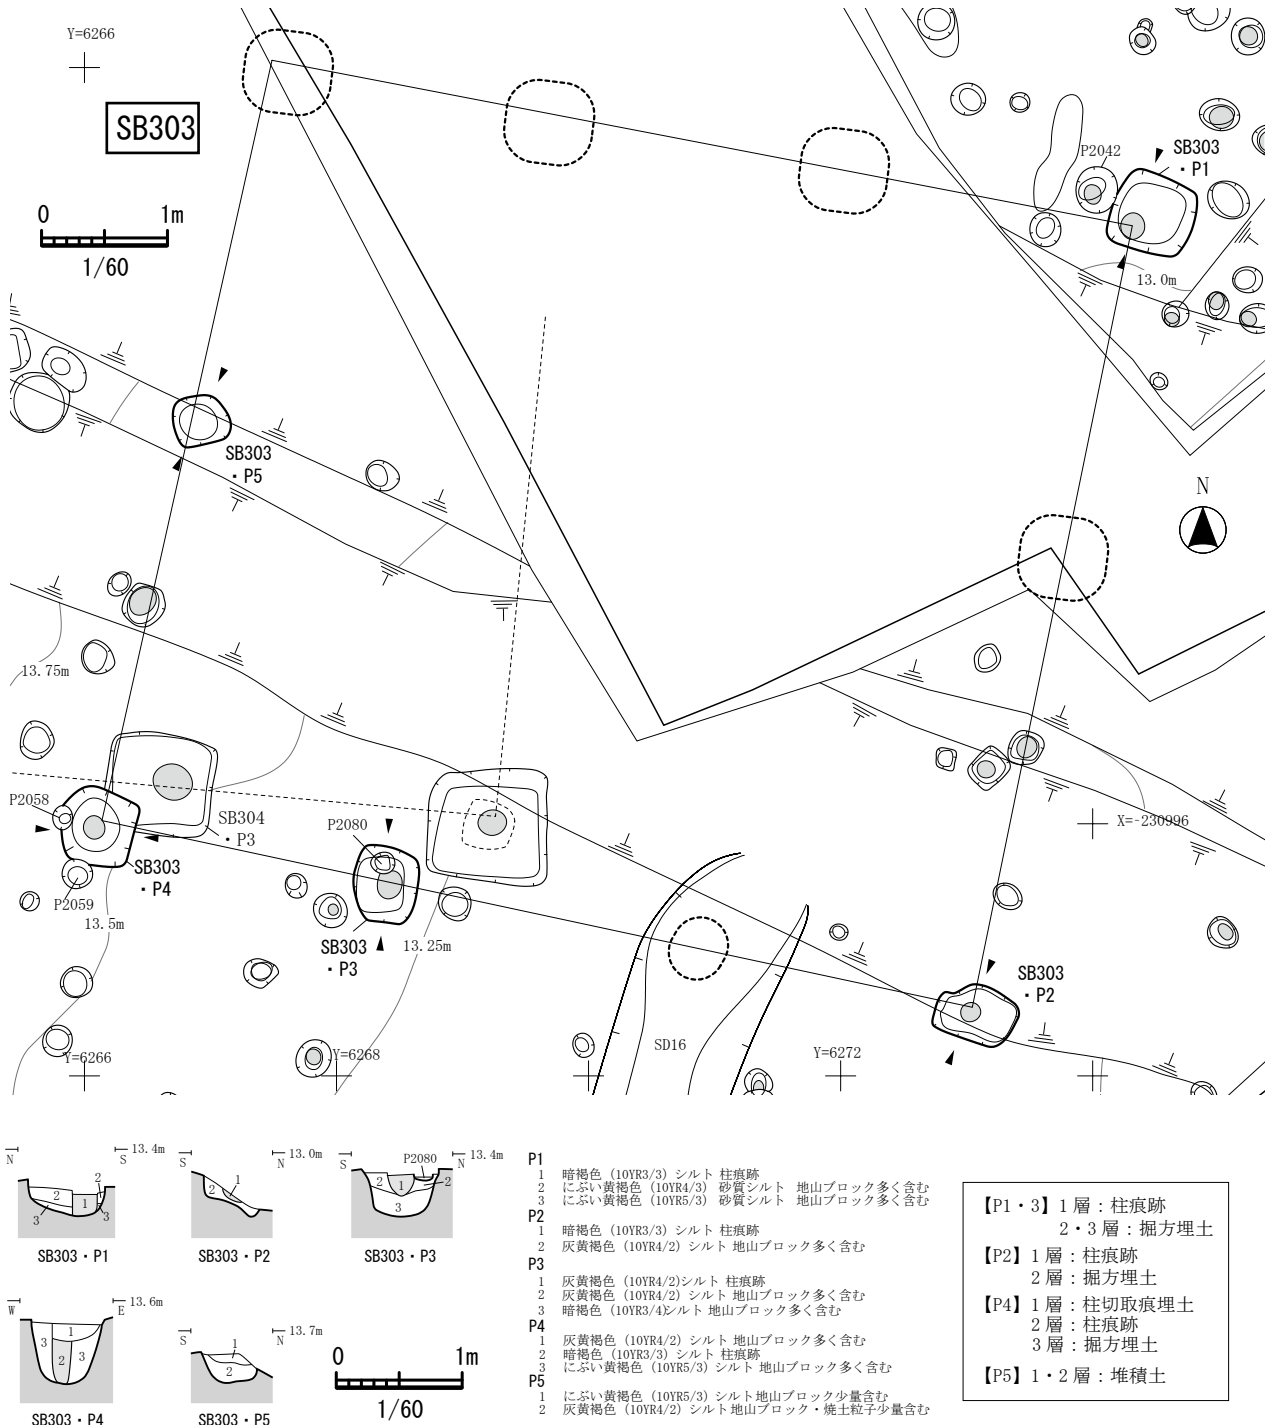 Y=6266
SB303
0 1m
1/60
P2042
SB303
・P1
13.0m
SB303
・P5
N
13.75m
P2058
SB304
・P3
P2080
X=-230996
SB303
・P4
P2059
13.5m
SB303
・P3
13.25m
SB303
・P2
SD16
Y=6266
Y=6268
Y=6272
N S 13.4m
2
2
1
3
3
SB303・P1
S N 13.0m
1
2
SB303・P2
S P2080 N 13.4m
2
1
2
3
SB303・P3
W E 13.6m
1
3
2
3
SB303・P4
S N 13.7m
1
2
SB303・P5
0 1m
1/60
P1
1 暗褐色 (10YR3/3) シルト 柱痕跡
2 にぶい黄褐色 (10YR4/3) 砂質シルト 地山ブロック多く含む
3 にぶい黄褐色 (10YR5/3) 砂質シルト 地山ブロック多く含む
P2
1 暗褐色 (10YR3/3) シルト 柱痕跡
2 灰黄褐色 (10YR4/2) シルト 地山ブロック多く含む
P3
1 灰黄褐色 (10YR4/2)シルト 柱痕跡
2 灰黄褐色 (10YR4/2) シルト 地山ブロック多く含む
3 暗褐色 (10YR3/4)シルト 地山ブロック多く含む
P4
1 灰黄褐色 (10YR4/2) シルト 地山ブロック多く含む
2 暗褐色 (10YR3/3) シルト 柱痕跡
3 にぶい黄褐色 (10YR5/3) シルト 地山ブロック多く含む
P5
1 にぶい黄褐色 (10YR5/3) シルト地山ブロック少量含む
2 灰黄褐色 (10YR4/2) シルト地山ブロック・焼土粒子少量含む
【P1・3】1層：柱痕跡
2・3層：掘方埋土
【P2】1層：柱痕跡
2層：掘方埋土
【P4】1層：柱切取痕埋土
2層：柱痕跡
3層：掘方埋土
【P5】1・2層：堆積土